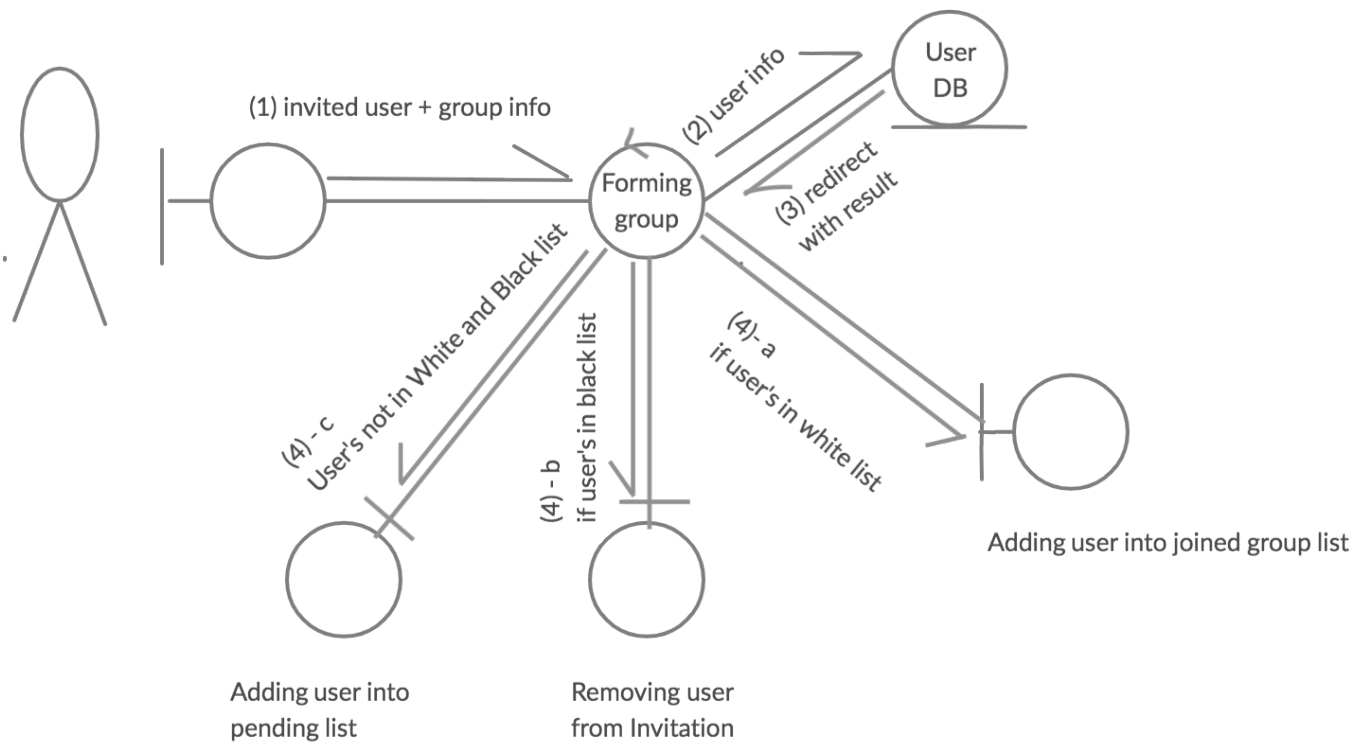 User
DB
(1) invited user + group info
(2) user info
(3) redirect
with result
Forming
group
(4) - c
User's not in White and Black list
(4) - b
if user's in black list
(4)- a
if user's in white list
Adding user into joined group list
Adding user into
pending list
Removing user
from Invitation